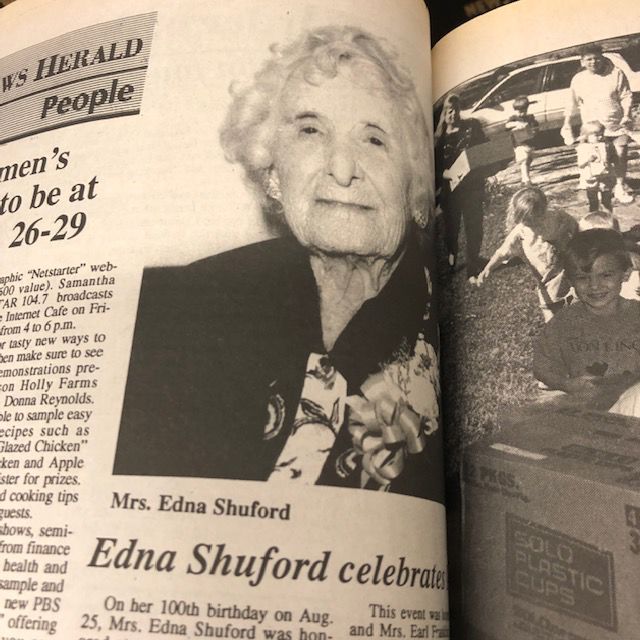 WS HERALD
People
men's
to be at
26-29
aphic "Netstarter" web-
500 value). Samantha
TAR 104.7 broadcasts
e Internet Cafe on Fri-
from 4 to 6 p.m.
or tasty new ways to
hen make sure to see
emonstrations pre-
son Holly Farms
Donna Reynolds.
ble to sample easy
recipes such as
Glazed Chicken"
cken and Apple
ister for prizes.
d cooking tips
guests.
shows, semi-
from finance
health and
sample and
new PBS
" offering
Mrs. Edna Shuford
Edna Shuford celebrates
On her 100th birthday on Aug.
25, Mrs. Edna Shuford was hon-
This event was
and Mrs. Earl
2 PKGS.
SOLO
PLASTIC
CUPS